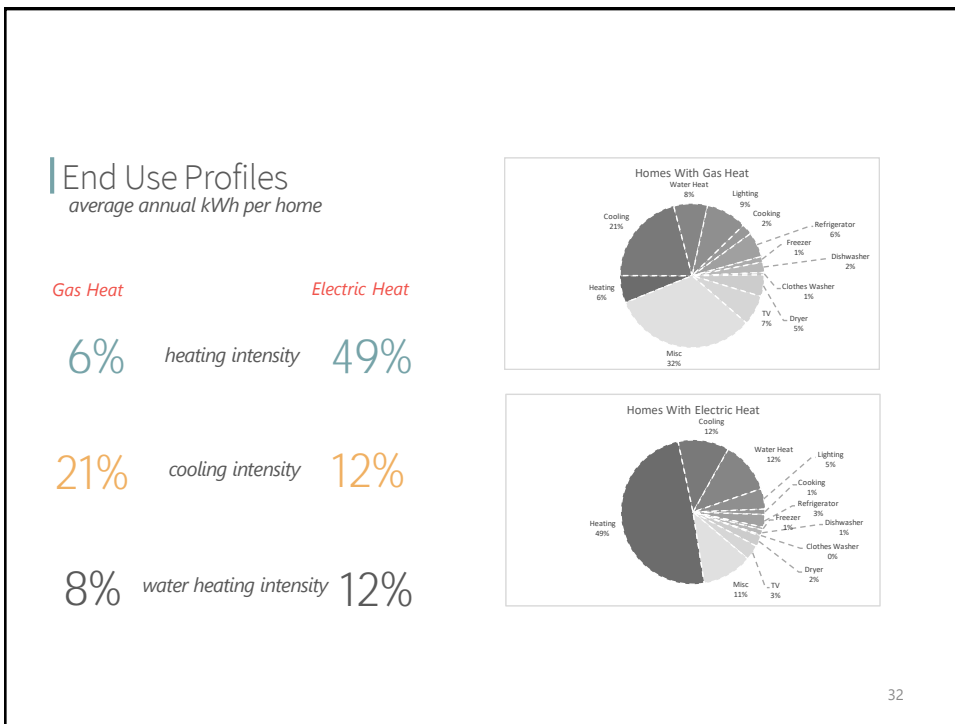 End Use Profiles
average annual kWh per home
Gas Heat
Electric Heat
6%
heating intensity
49%
21%
cooling intensity
12%
8%
water heating intensity
12%
Homes With Gas Heat
Water Heat
8%
Lighting
9%
Cooking
2%
Refrigerator
6%
Freezer
1%
Dishwasher
2%
Clothes Washer
1%
Dryer
5%
TV
7%
Misc
32%
Heating
6%
Cooling
21%
Homes With Electric Heat
Cooling
12%
Water Heat
12%
Lighting
5%
Cooking
1%
Refrigerator
3%
Freezer
1%
Dishwasher
1%
Clothes Washer
0%
Dryer
2%
TV
3%
Misc
11%
Heating
49%
32